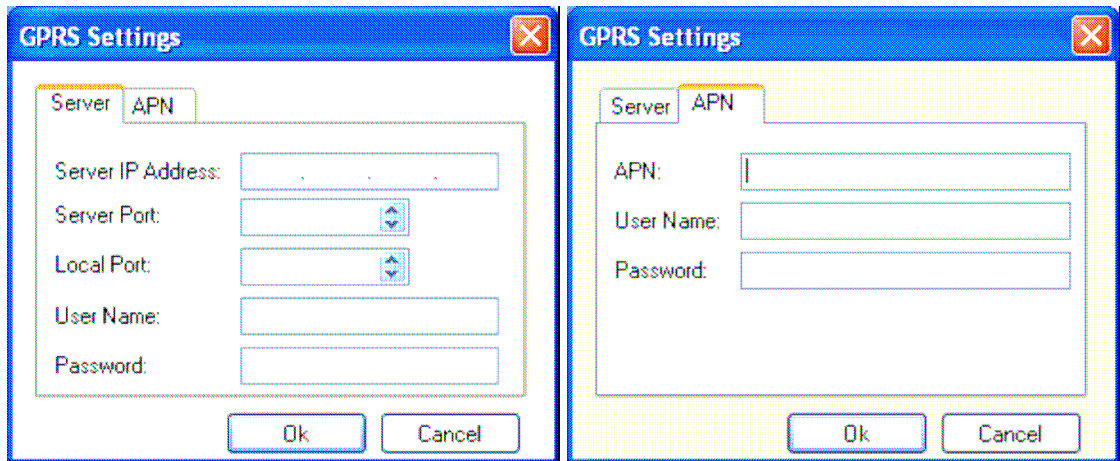 GPRS Settings
Server APN
Server IP Address:
Server Port:
Local Port:
User Name:
Password:
Ok Cancel
GPRS Settings
Server APN
APN:
User Name:
Password:
Ok Cancel